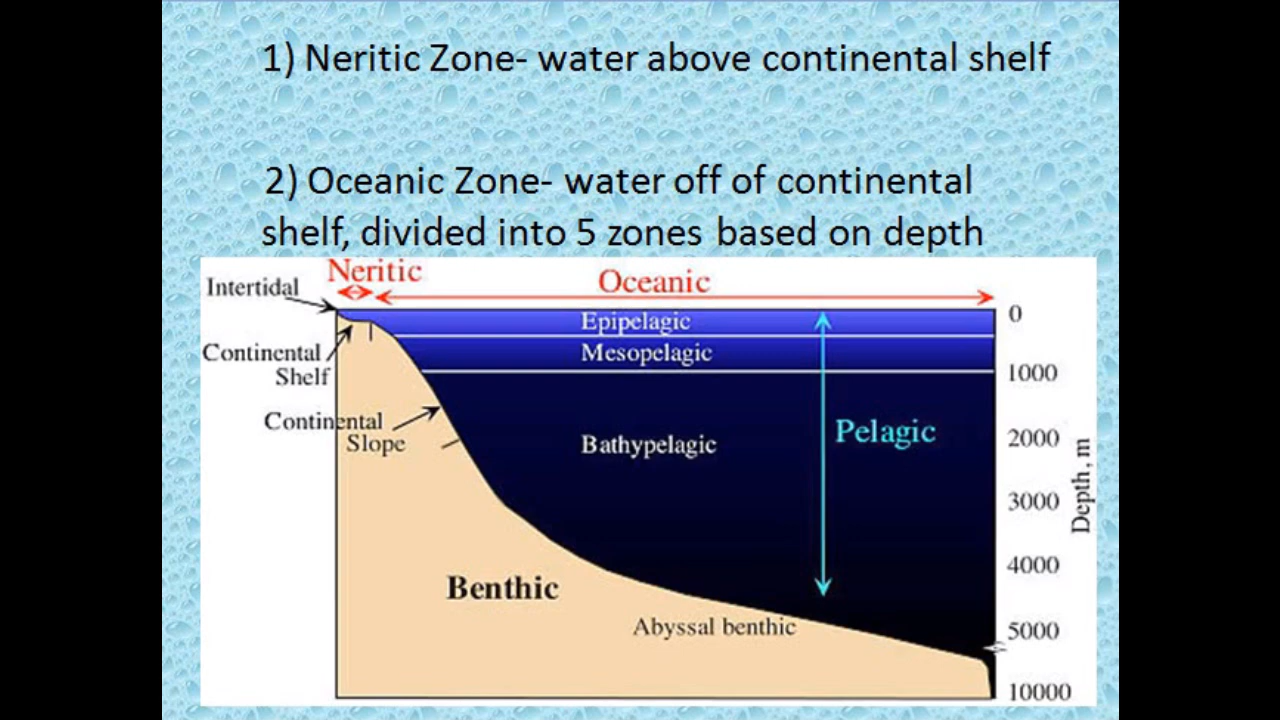 1) Neritic Zone- water above continental shelf
2) Oceanic Zone- water off of continental
shelf, divided into 5 zones based on depth
Neritic
Oceanic
Intertidal
0
Epipelagic
Continental
Shelf
Mesopelagic
1000
Continental
Slope
Pelagic
Bathypelagic
2000
Depth, m
3000
4000
Benthic
Abyssal benthic
5000
10000